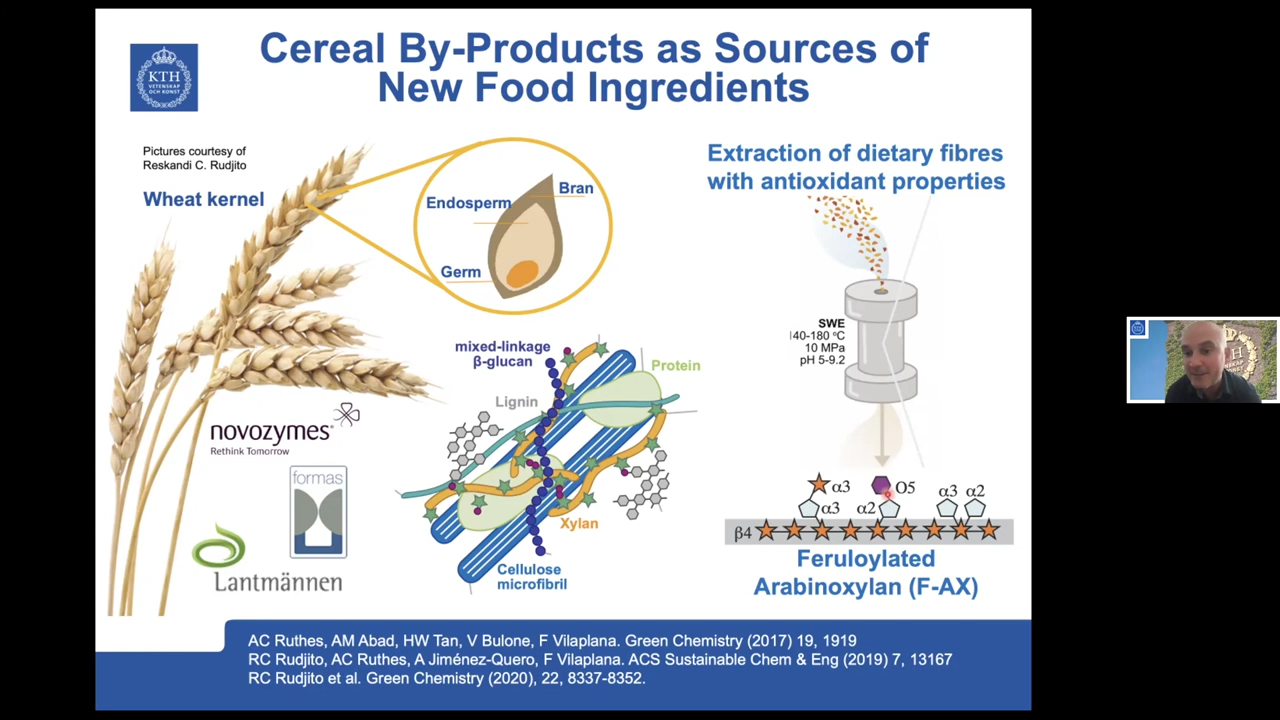 Cereal By-Products as Sources of
New Food Ingredients
KTH
VETENSKAP
OCH KONST
Pictures courtesy of
Reskandi C. Rudjito
Wheat kernel
Endosperm
Bran
Germ
Extraction of dietary fibres
with antioxidant properties
SWE
140-180 °C
10 MPa
pH 5-9.2
mixed-linkage
β-glucan
Protein
Lignin
Xylan
Cellulose
microfibril
novozymes
Rethink Tomorrow
formas
Lantmännen
α3
O5
α3 α2
α3
α2
β4
Feruloylated
Arabinoxylan (F-AX)
AC Ruthes, AM Abad, HW Tan, V Bulone, F Vilaplana. Green Chemistry (2017) 19, 1919
RC Rudjito, AC Ruthes, A Jiménez-Quero, F Vilaplana. ACS Sustainable Chem & Eng (2019) 7, 13167
RC Rudjito et al. Green Chemistry (2020), 22, 8337-8352.